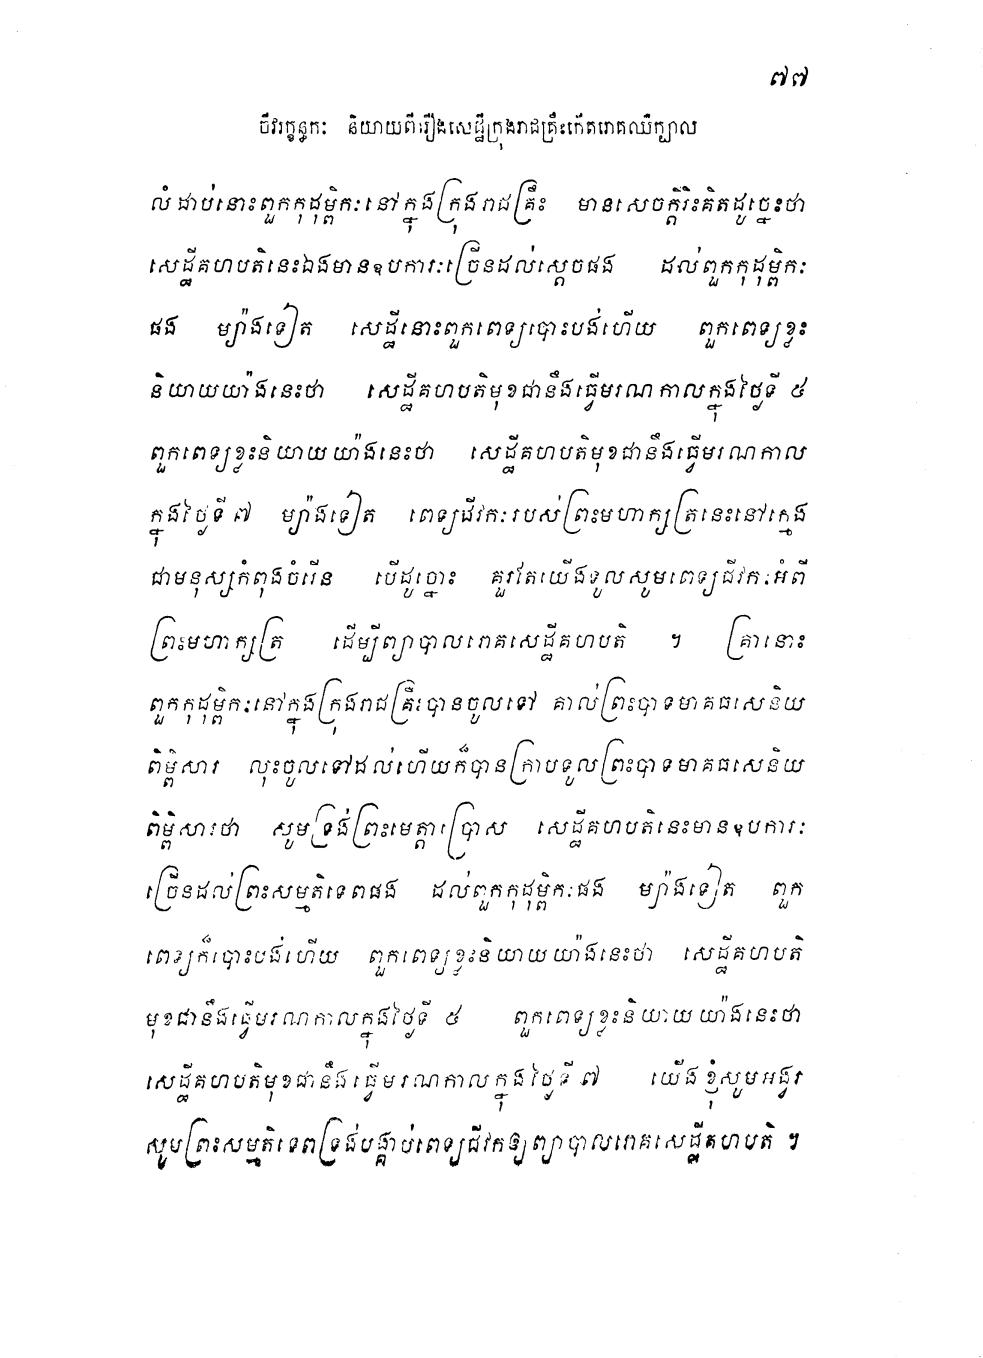 ៧៧
ចីវរក្ខន្ធកៈ និយាយពីរឿងសេដ្ឋីក្រុងរាជគ្រឹះកើតរោគឈឺក្បាល
លំដាប់នោះពួកកុដុម្ពិកៈនៅក្នុងក្រុងរាជគ្រឹះ មានសេចក្តីរិះគិតដូច្នេះថា
សេដ្ឋីគហបតិនេះឯងមានឧបការៈច្រើនដល់ស្តេចផង ដល់ពួកកុដុម្ពិកៈ
ផង ម្យ៉ាងទៀត សេដ្ឋីនោះពួកពេទ្យបោះបង់ហើយ ពួកពេទ្យខ្លះ
និយាយយ៉ាងនេះថា សេដ្ឋីគហបតិមុខជានឹងធ្វើមរណកាលក្នុងថ្ងៃទី ៥
ពួកពេទ្យខ្លះនិយាយយ៉ាងនេះថា សេដ្ឋីគហបតិមុខជានឹងធ្វើមរណកាល
ក្នុងថ្ងៃទី ៧ ម្យ៉ាងទៀត ពេទ្យជីវកៈរបស់ព្រះមហាក្សត្រនេះនៅក្មេង
ជាមនុស្សកំពុងចំរើន បើដូច្នោះ គួរតែយើងទូលសូមពេទ្យជីវកៈអំពី
ព្រះមហាក្សត្រ ដើម្បីព្យាបាលរោគសេដ្ឋីគហបតិ ។ គ្រានោះ
ពួកកុដុម្ពិកៈនៅក្នុងក្រុងរាជគ្រឹះបានចូលទៅ គាល់ព្រះបាទមាគធសេនិយ
ពិម្ពិសារ លុះចូលទៅដល់ហើយក៏បានក្រាបទូលព្រះបាទមាគធសេនិយ
ពិម្ពិសារថា សូមទ្រង់ព្រះមេត្តាប្រោស សេដ្ឋីគហបតិនេះមានឧបការៈ
ច្រើនដល់ព្រះសម្មតិទេពផង ដល់ពួកកុដុម្ពិកៈផង ម្យ៉ាងទៀត ពួក
ពេទ្យក៏បោះបង់ហើយ ពួកពេទ្យខ្លះនិយាយយ៉ាងនេះថា សេដ្ឋីគហបតិ
មុខជានឹងធ្វើមរណកាលក្នុងថ្ងៃទី ៥ ពួកពេទ្យខ្លះនិយាយយ៉ាងនេះថា
សេដ្ឋីគហបតិមុខជានឹងធ្វើមរណកាលក្នុងថ្ងៃទី ៧ យើងខ្ញុំសូមអង្វរ
សូមព្រះសម្មតិទេពទ្រង់បង្គាប់ពេទ្យជីវកឱ្យព្យាបាលរោគសេដ្ឋីគហបតិ ។